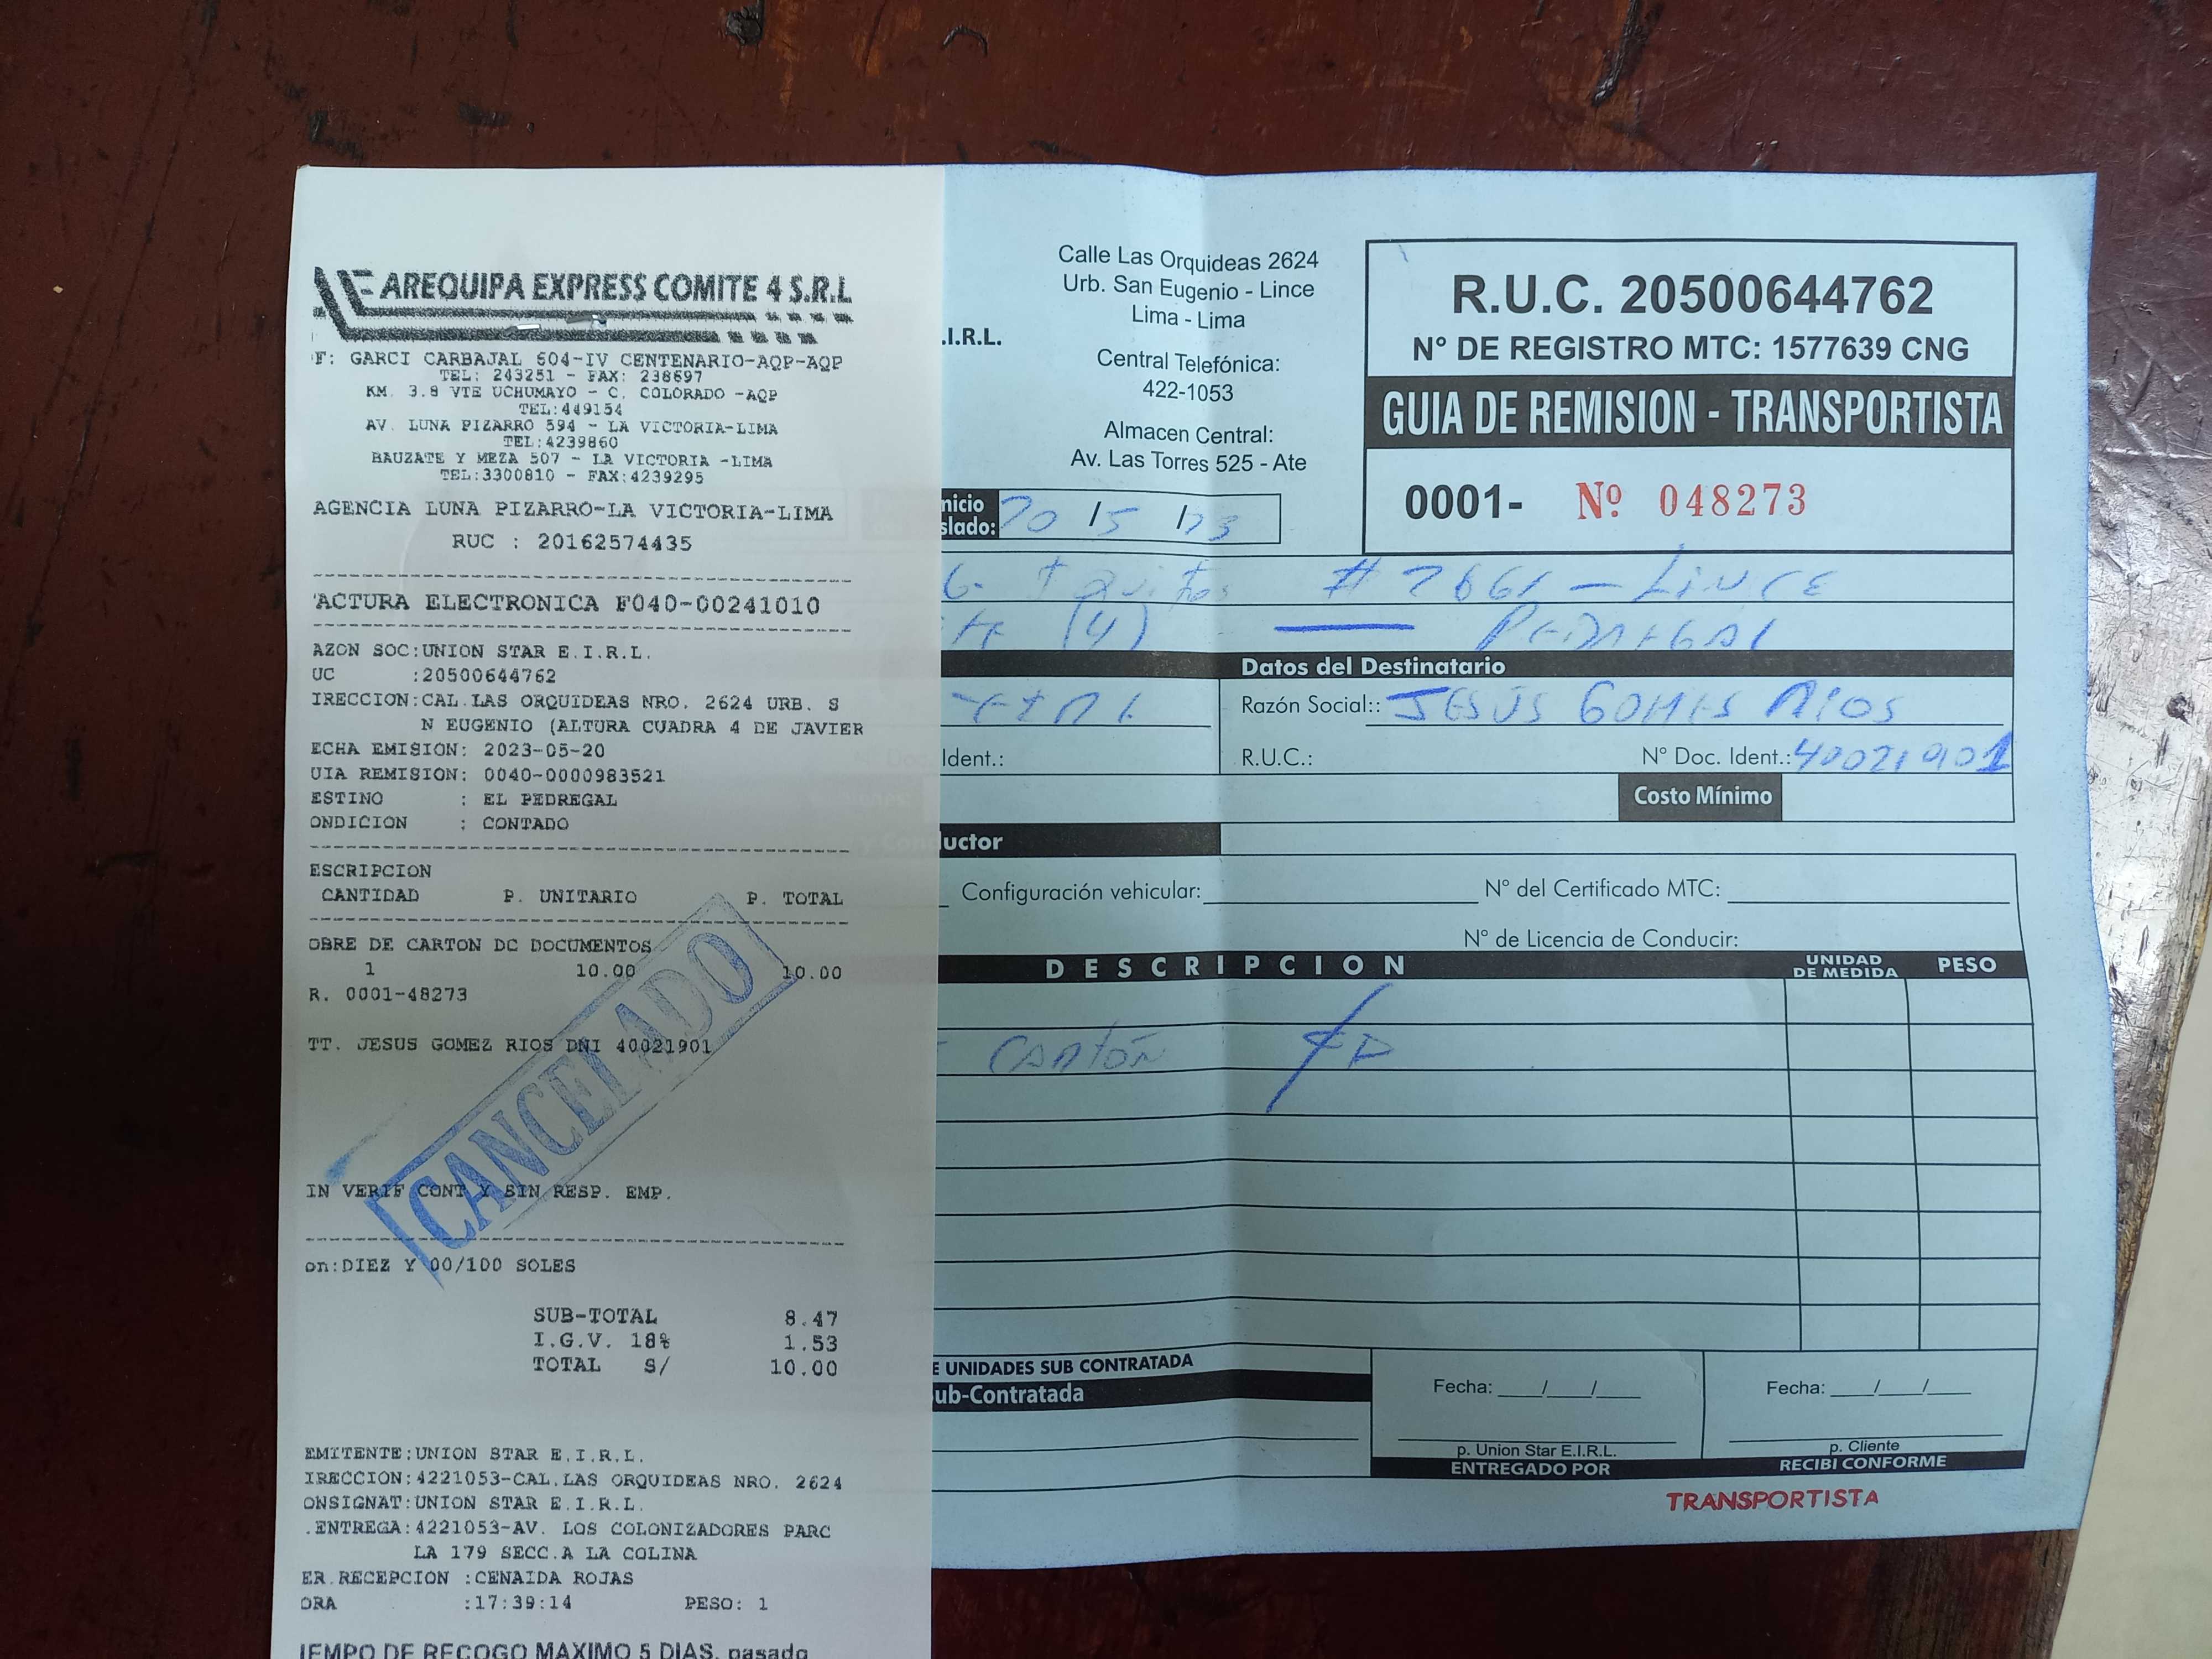 AREQUIPA EXPRESS COMITE 4 S.R.L
F: GARCI CARBAJAL 604-IV CENTENARIO-AQP-AQP
TEL: 243251 - FAX: 238697
KM. 3.8 VTE UCHUMAYO - C. COLORADO -AQP
TEL:449154
AV. LUNA PIZARRO 594 - LA VICTORIA-LIMA
TEL:4239860
BAUZATE Y MEZA 507 - LA VICTORIA -LIMA
TEL:3300810 - FAX:4239295
AGENCIA LUNA PIZARRO-LA VICTORIA-LIMA
RUC : 20162574435
ACTURA ELECTRONICA F040-00241010
AZON SOC:UNION STAR E.I.R.L.
UC :20500644762
IRECCION:CAL.LAS ORQUIDEAS NRO. 2624 URB. S
N EUGENIO (ALTURA CUADRA 4 DE JAVIER
ECHA EMISION: 2023-05-20
UIA REMISION: 0040-0000983521
ESTINO : EL PEDREGAL
ONDICION : CONTADO
ESCRIPCION
CANTIDAD P. UNITARIO P. TOTAL
OBRE DE CARTON DC DOCUMENTOS
1 10.00 10.00
R. 0001-48273
TT. JESUS GOMEZ RIOS DNI 40021901
CANCELADO
IN VERIF CONT Y SIN RESP. EMP.
on:DIEZ Y 00/100 SOLES
SUB-TOTAL 8.47
I.G.V. 18% 1.53
TOTAL S/ 10.00
EMITENTE:UNION STAR E.I.R.L.
IRECCION:4221053-CAL.LAS ORQUIDEAS NRO. 2624
ONSIGNAT:UNION STAR E.I.R.L.
.ENTREGA:4221053-AV. LOS COLONIZADORES PARC
LA 179 SECC.A LA COLINA
ER.RECEPCION :CENAIDA ROJAS
ORA :17:39:14 PESO: 1
IEMPO DE RECOGO MAXIMO 5 DIAS, pasado
.I.R.L.
Calle Las Orquideas 2624
Urb. San Eugenio - Lince
Lima - Lima
Central Telefónica:
422-1053
Almacen Central:
Av. Las Torres 525 - Ate
R.U.C. 20500644762
N° DE REGISTRO MTC: 1577639 CNG
GUIA DE REMISION - TRANSPORTISTA
0001- Nº 048273
nicio
slado: 20 / 5 / 23
Iquitos # 2661 - LINCE
(4) — PEDREGAL
Datos del Destinatario
Razón Social:: JESUS GOMES RIOS
Ident.: R.U.C.: N° Doc. Ident.: 40021901
Costo Mínimo
uctor
Configuración vehicular: N° del Certificado MTC:
N° de Licencia de Conducir:
DESCRIPCION UNIDAD DE MEDIDA PESO
CARTÓN
E UNIDADES SUB CONTRATADA
ub-Contratada
Fecha: ___/___/___ Fecha: ___/___/___
p. Union Star E.I.R.L. p. Cliente
ENTREGADO POR RECIBI CONFORME
TRANSPORTISTA